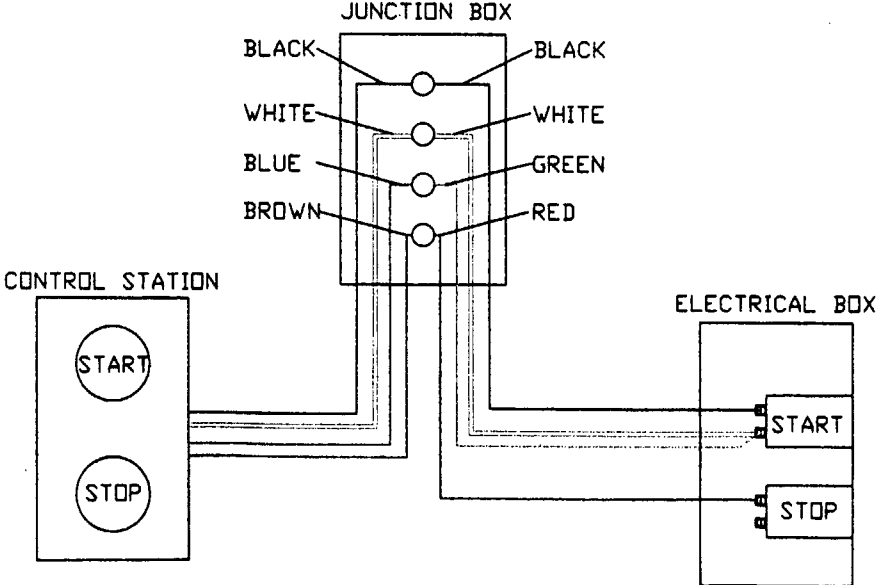 JUNCTION BOX
BLACK
BLACK
WHITE
WHITE
BLUE
GREEN
BROWN
RED
CONTROL STATION
START
STOP
ELECTRICAL BOX
START
STOP